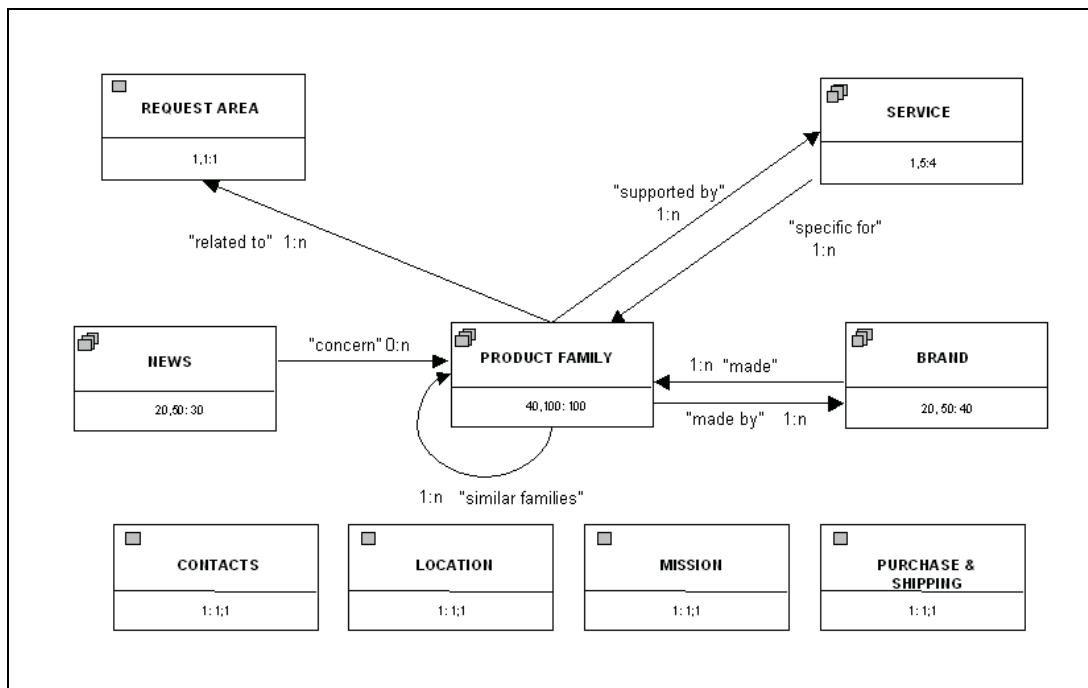 REQUEST AREA
1,1:1
SERVICE
1,5:4
"supported by"
1:n
"specific for"
1:n
"related to" 1:n
NEWS
20,50: 30
"concern" 0:n
PRODUCT FAMILY
40,100: 100
1:n "made"
"made by" 1:n
BRAND
20, 50: 40
1:n "similar families"
CONTACTS
1: 1;1
LOCATION
1: 1;1
MISSION
1: 1;1
PURCHASE &
SHIPPING
1: 1;1